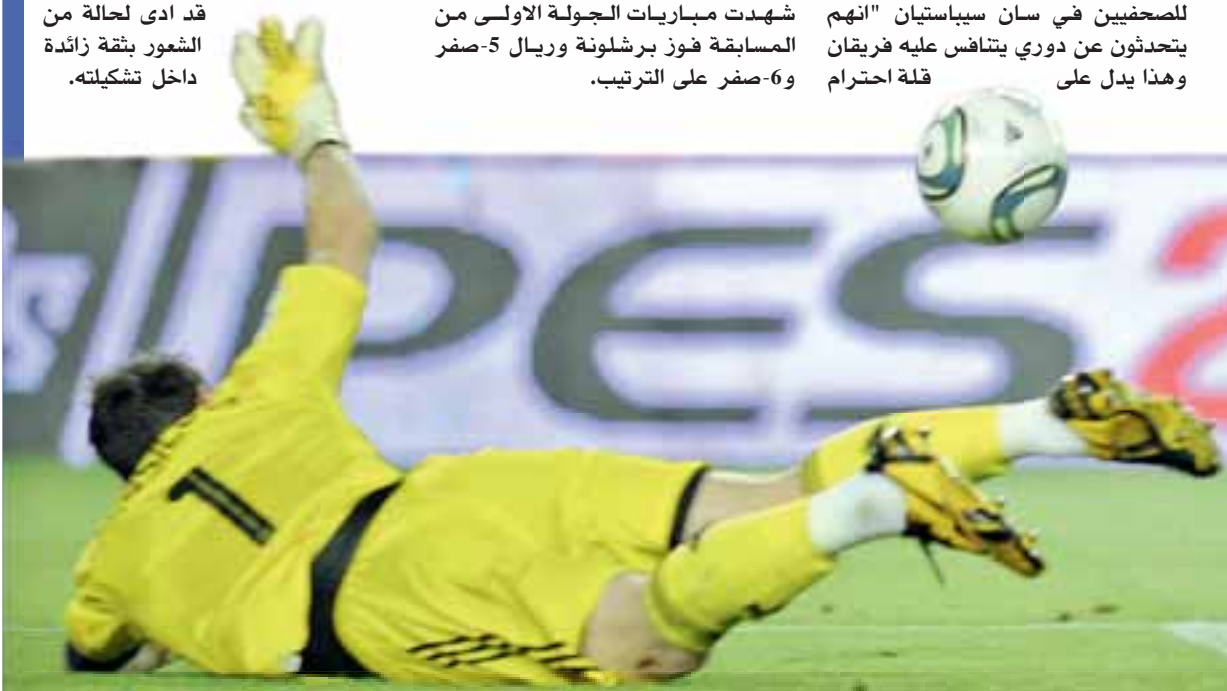 للصحفيين في سان سيباستيان "انهم
يتحدثون عن دوري يتنافس عليه فريقان
وهذا يدل على قلة احترام
شهدت مباريات الجولة الاولى من
المسابقة فوز برشلونة وريال 5-صفر
و6-صفر على الترتيب.
قد ادى لحالة من
الشعور بثقة زائدة
داخل تشكيلته.
PES 2
1